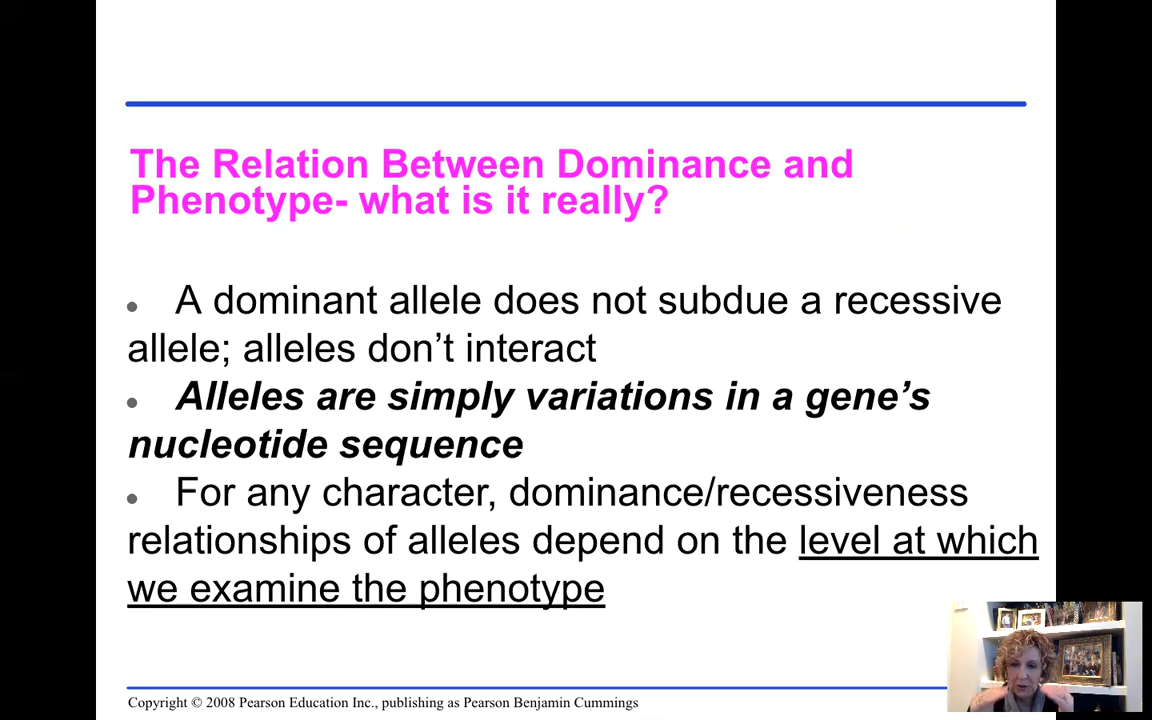 The Relation Between Dominance and
Phenotype- what is it really?
• A dominant allele does not subdue a recessive
allele; alleles don’t interact
• Alleles are simply variations in a gene’s
nucleotide sequence
• For any character, dominance/recessiveness
relationships of alleles depend on the level at which
we examine the phenotype
Copyright © 2008 Pearson Education Inc., publishing as Pearson Benjamin Cummings